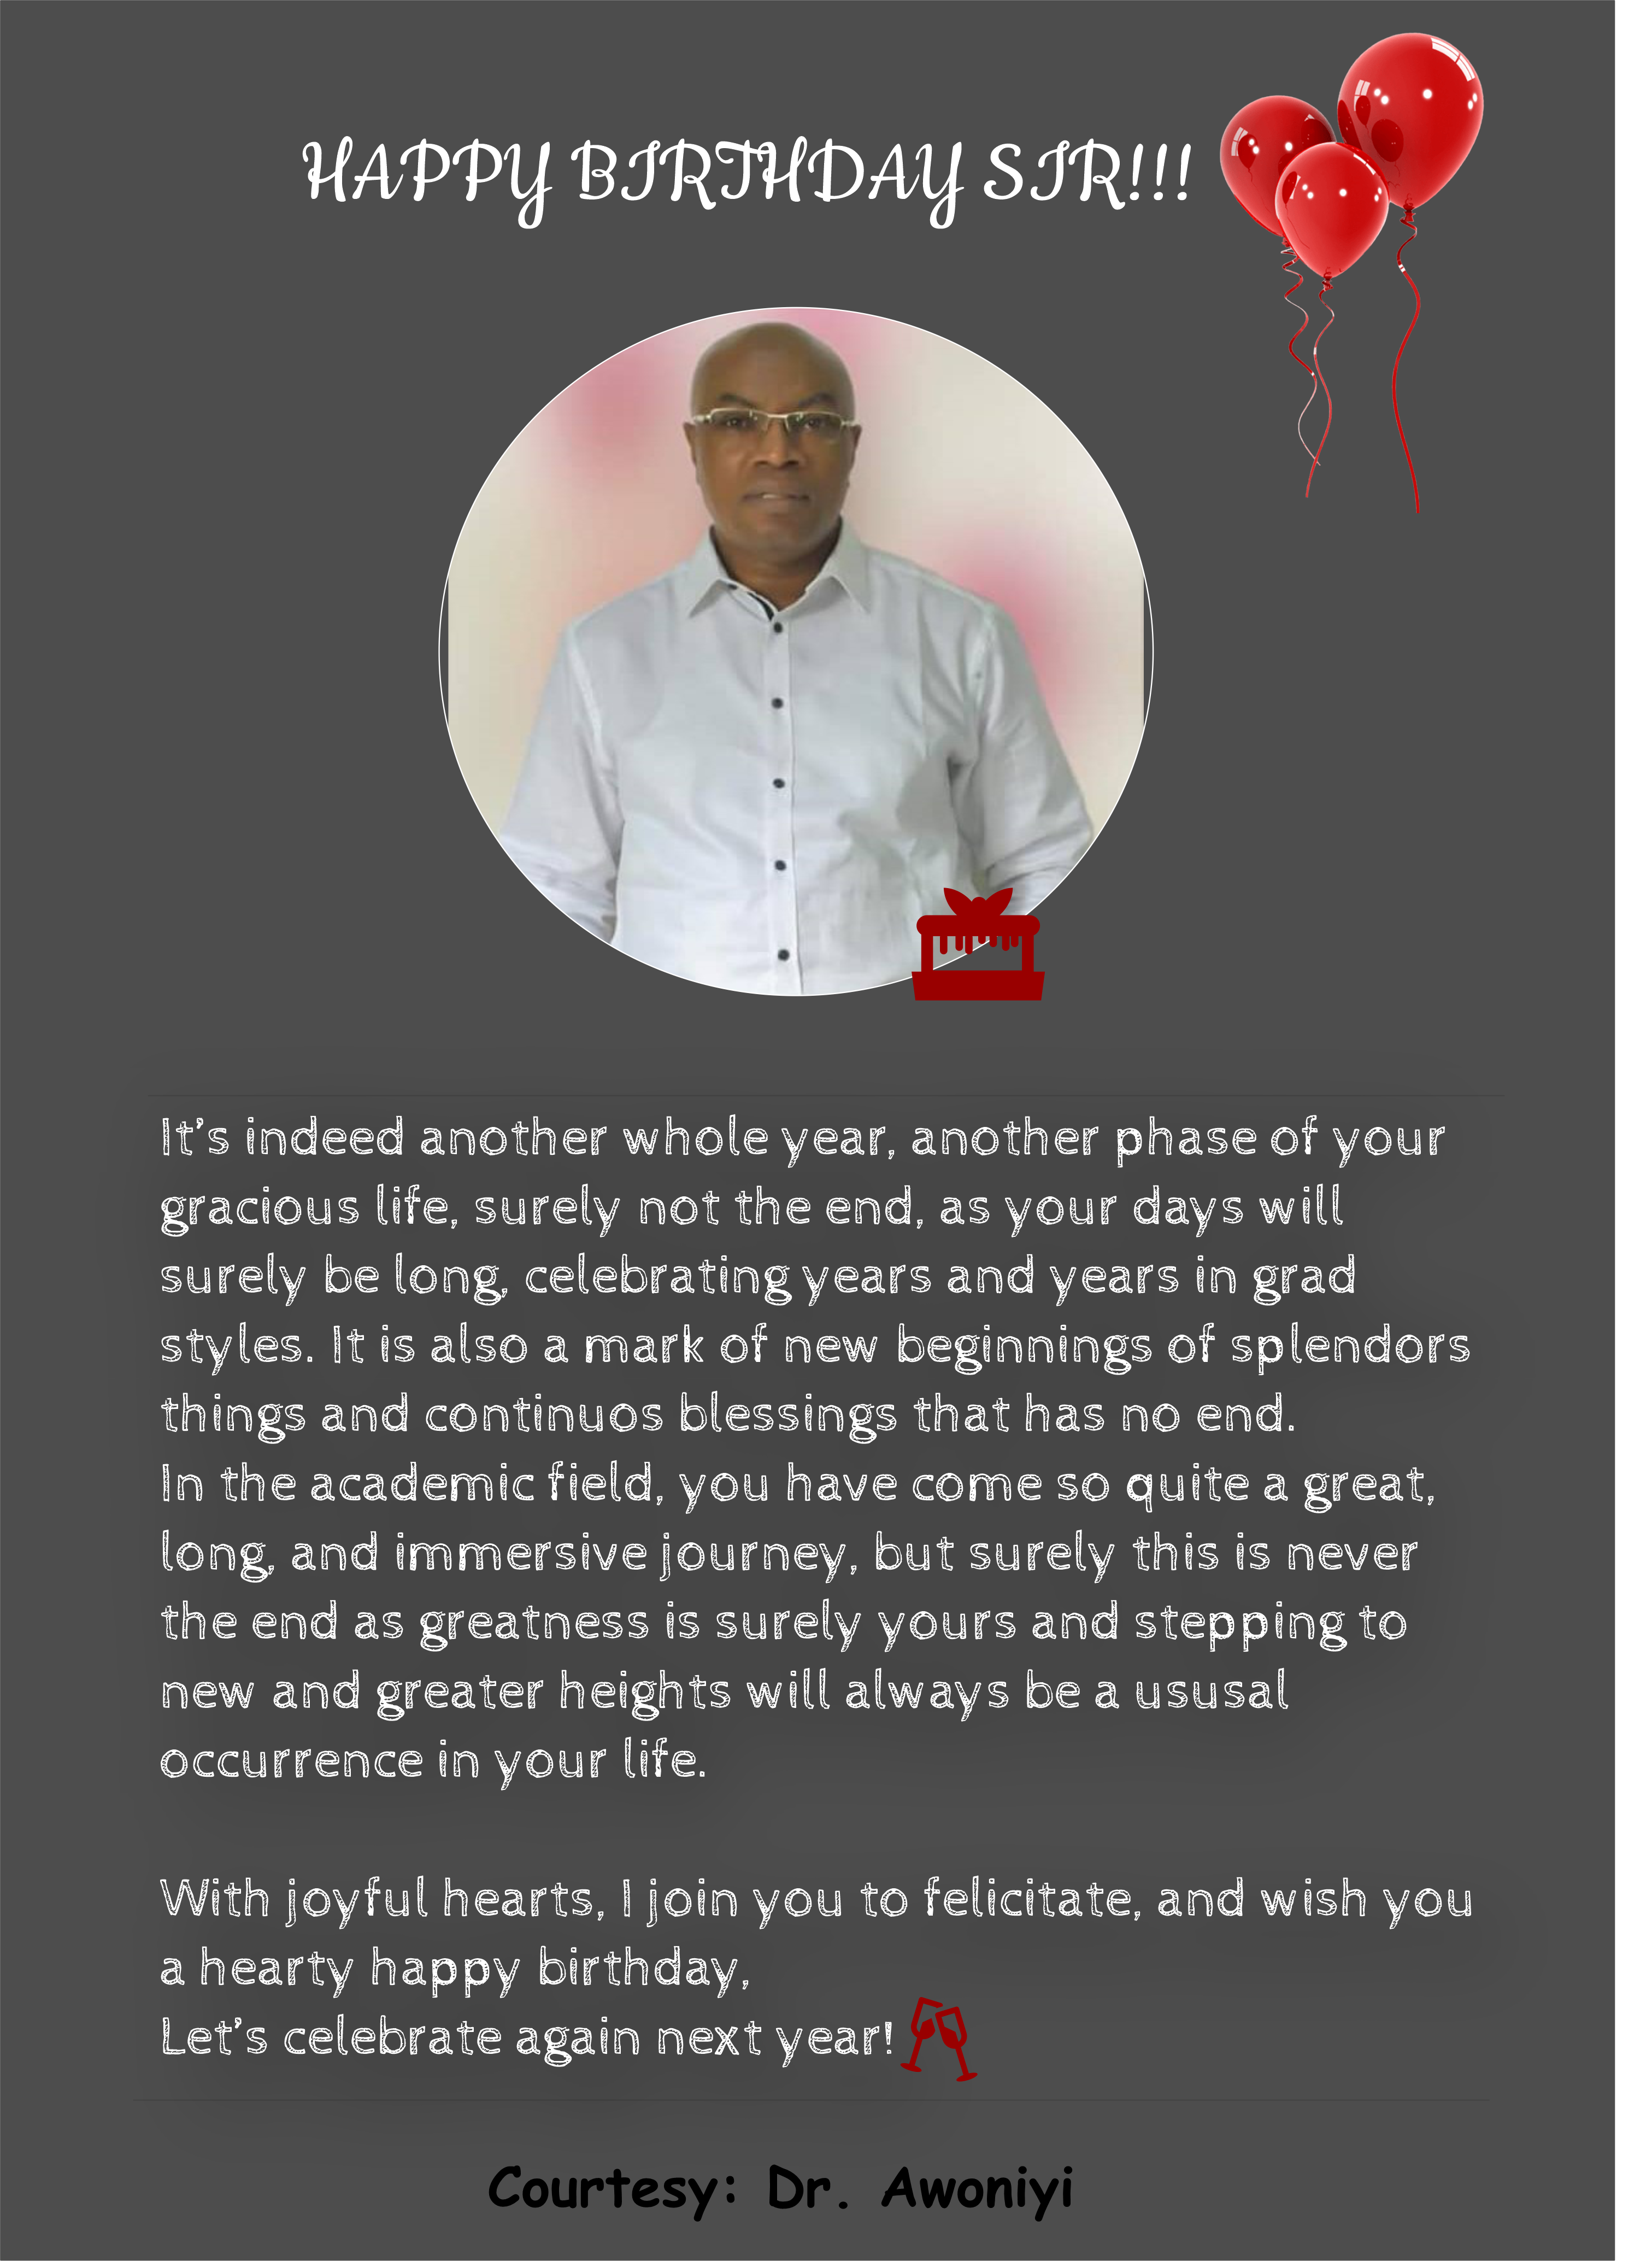 HAPPY BIRTHDAY SIR!!!
It's indeed another whole year, another phase of your
gracious life, surely not the end, as your days will
surely be long, celebrating years and years in grad
styles. It is also a mark of new beginnings of splendors
things and continuos blessings that has no end.
In the academic field, you have come so quite a great,
long, and immersive journey, but surely this is never
the end as greatness is surely yours and stepping to
new and greater heights will always be a ususal
occurrence in your life.
With joyful hearts, I join you to felicitate, and wish you
a hearty happy birthday,
Let's celebrate again next year!
Courtesy: Dr. Awoniyi